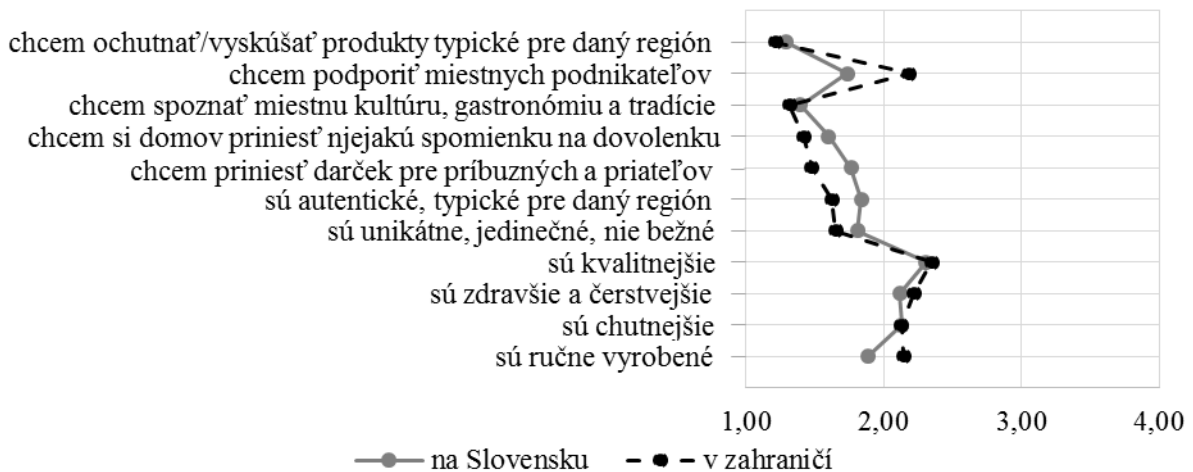 chcem ochutnať/vyskúšať produkty typické pre daný región
chcem podporiť miestnych podnikateľov
chcem spoznať miestnu kultúru, gastronómiu a tradície
chcem si domov priniesť njejakú spomienku na dovolenku
chcem priniesť darček pre príbuzných a priateľov
sú autentické, typické pre daný región
sú unikátne, jedinečné, nie bežné
sú kvalitnejšie
sú zdravšie a čerstvejšie
sú chutnejšie
sú ručne vyrobené
1,00 2,00 3,00 4,00
na Slovensku v zahraničí